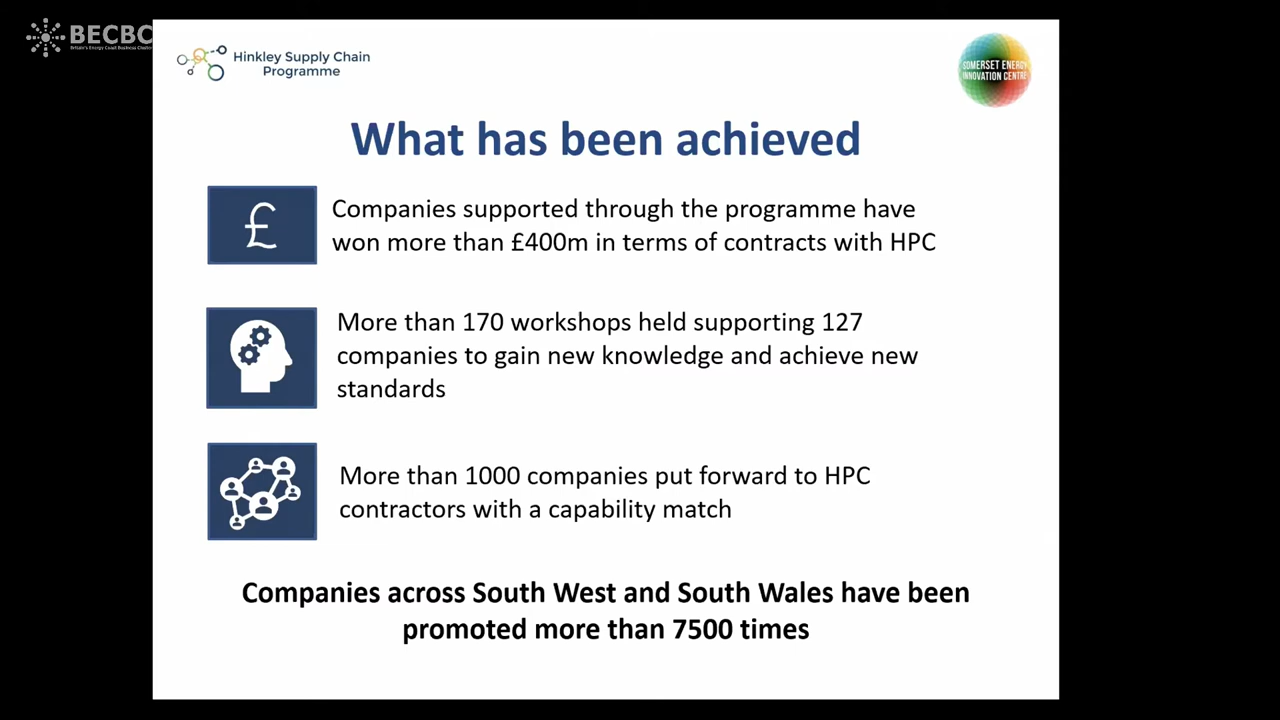 BECBC
Britain's Energy Coast Business Cluster
Hinkley Supply Chain
Programme
SOMERSET ENERGY
INNOVATION CENTRE
What has been achieved
£
Companies supported through the programme have
won more than £400m in terms of contracts with HPC
More than 170 workshops held supporting 127
companies to gain new knowledge and achieve new
standards
More than 1000 companies put forward to HPC
contractors with a capability match
Companies across South West and South Wales have been
promoted more than 7500 times